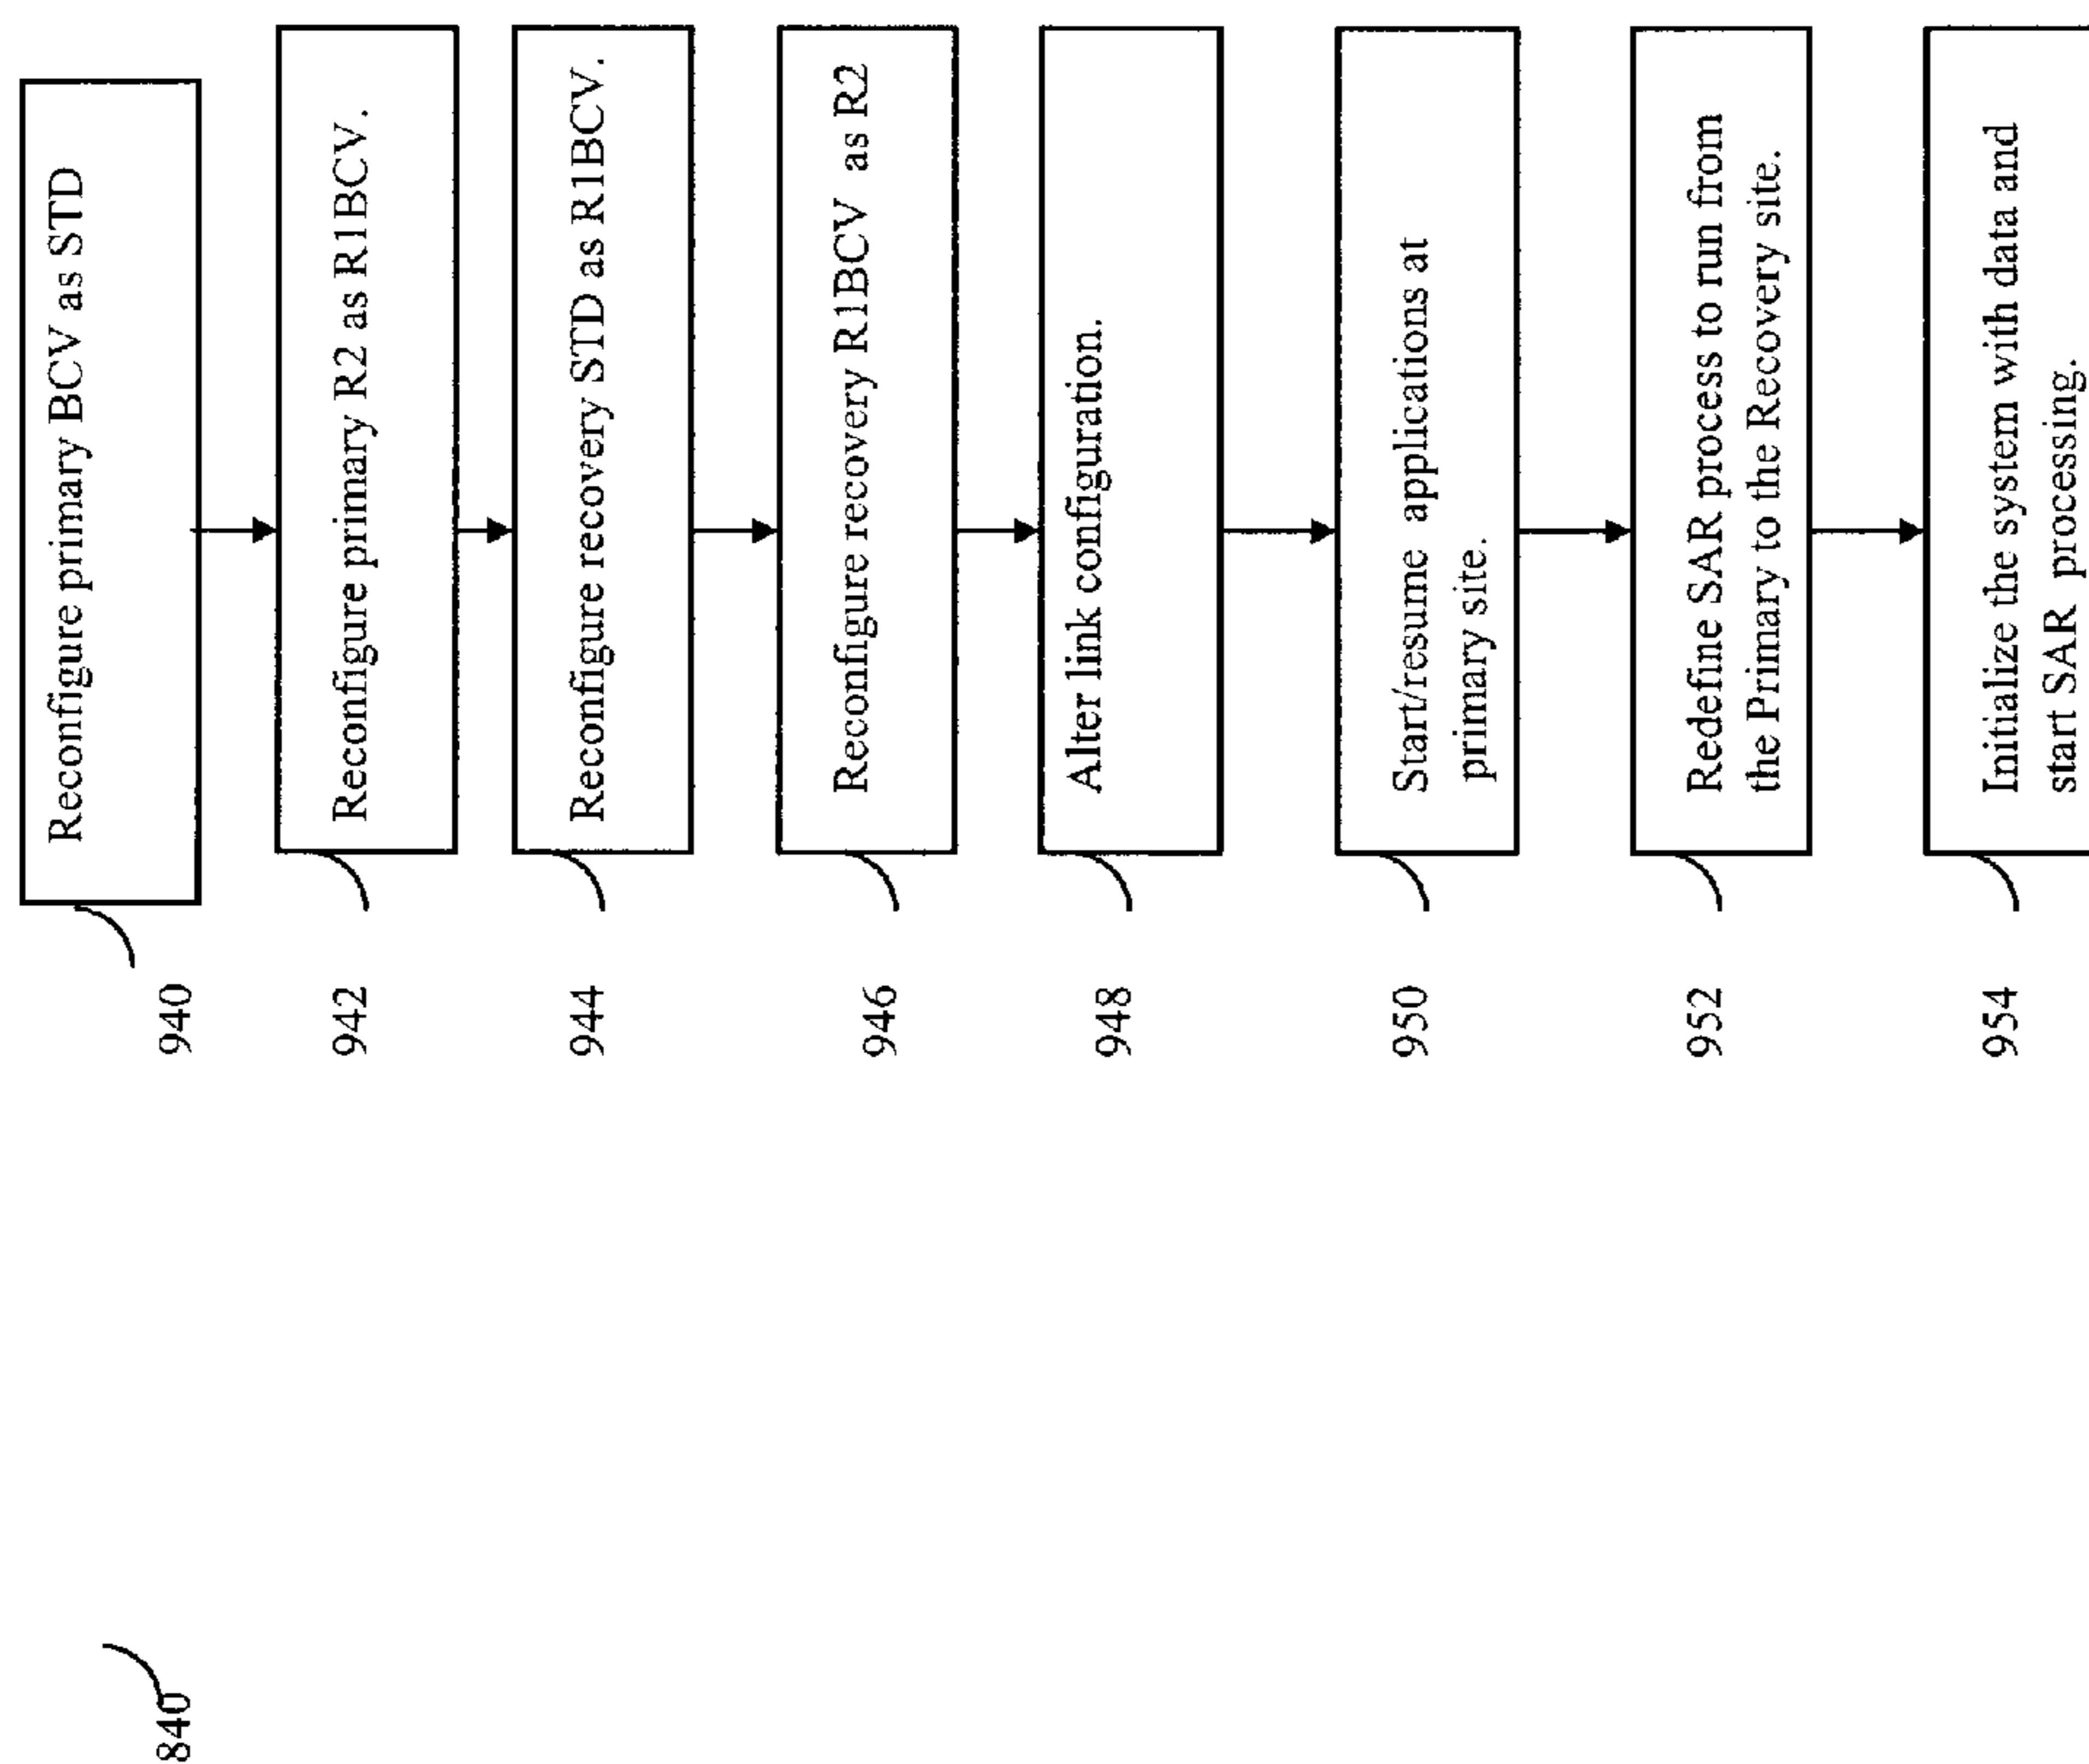 840
940
Reconfigure primary BCV as STD
942
Reconfigure primary R2 as R1BCV.
944
Reconfigure recovery STD as R1BCV.
946
Reconfigure recovery R1BCV as R2
948
Alter link configuration.
950
Start/resume applications at
primary site.
952
Redefine SAR process to run from
the Primary to the Recovery site.
954
Initialize the system with data and
start SAR processing.